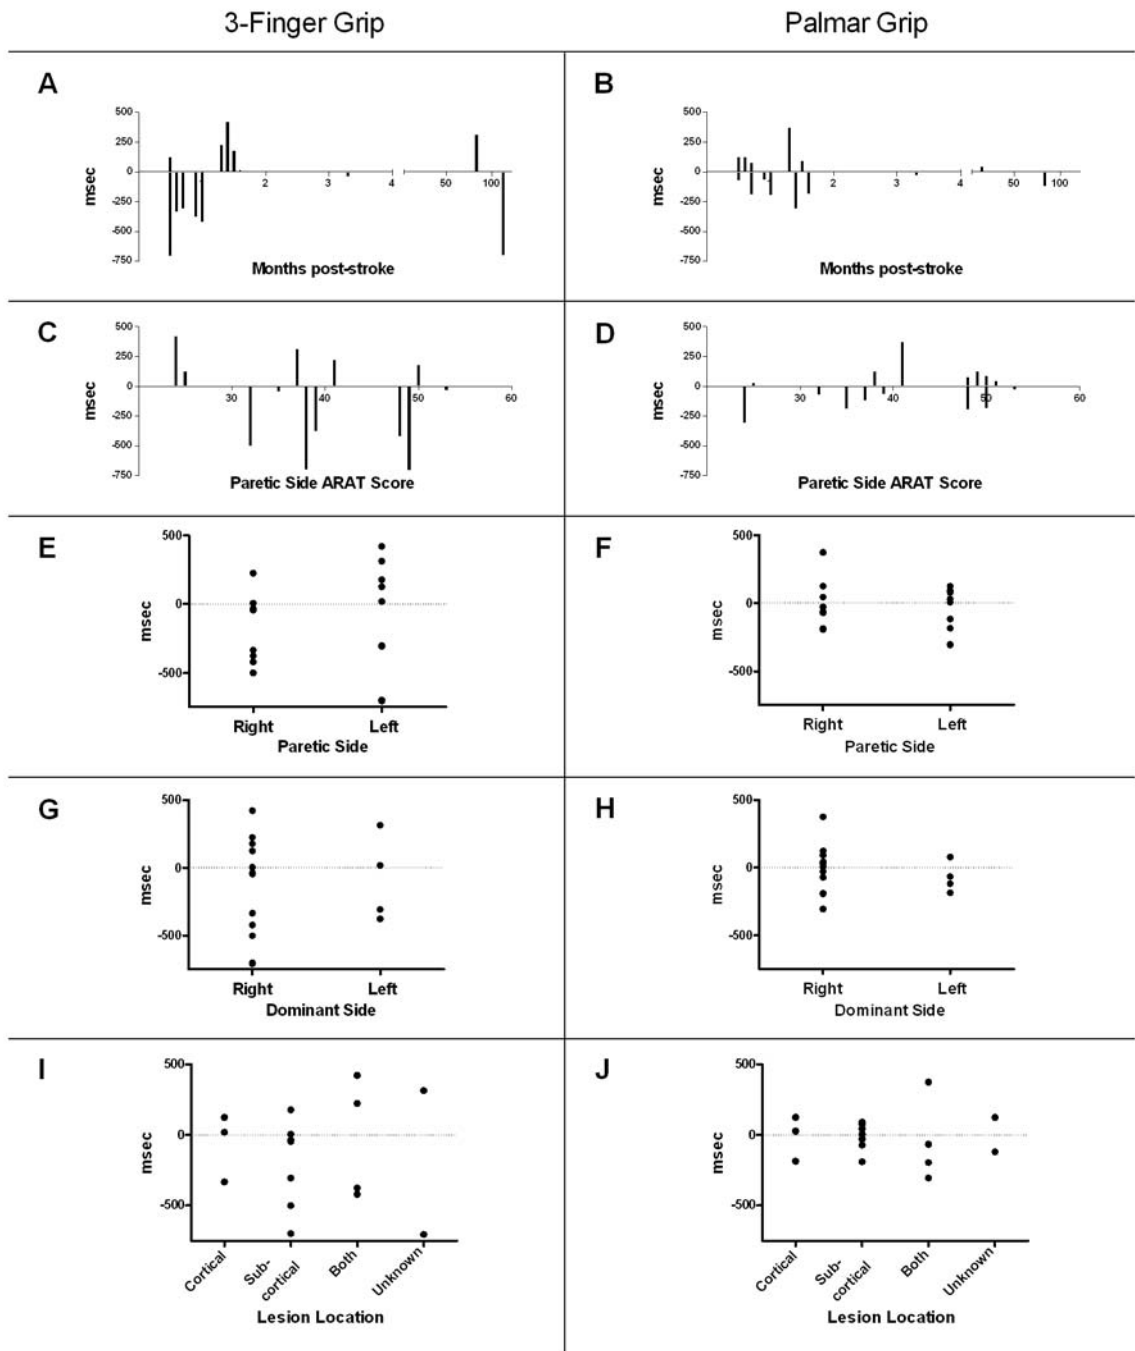 3-Finger Grip
Palmar Grip
A
500
250
0
-250
-500
-750
msec
2
3
4
50
100
Months post-stroke
B
500
250
0
-250
-500
-750
msec
2
3
4
50
100
Months post-stroke
C
500
250
0
-250
-500
-750
msec
30
40
50
60
Paretic Side ARAT Score
D
500
250
0
-250
-500
-750
msec
30
40
50
60
Paretic Side ARAT Score
E
500
0
-500
msec
Right
Left
Paretic Side
F
500
0
-500
msec
Right
Left
Paretic Side
G
500
0
-500
msec
Right
Left
Dominant Side
H
500
0
-500
msec
Right
Left
Dominant Side
I
500
0
-500
msec
Cortical
Sub-
cortical
Both
Unknown
Lesion Location
J
500
0
-500
msec
Cortical
Sub-
cortical
Both
Unknown
Lesion Location